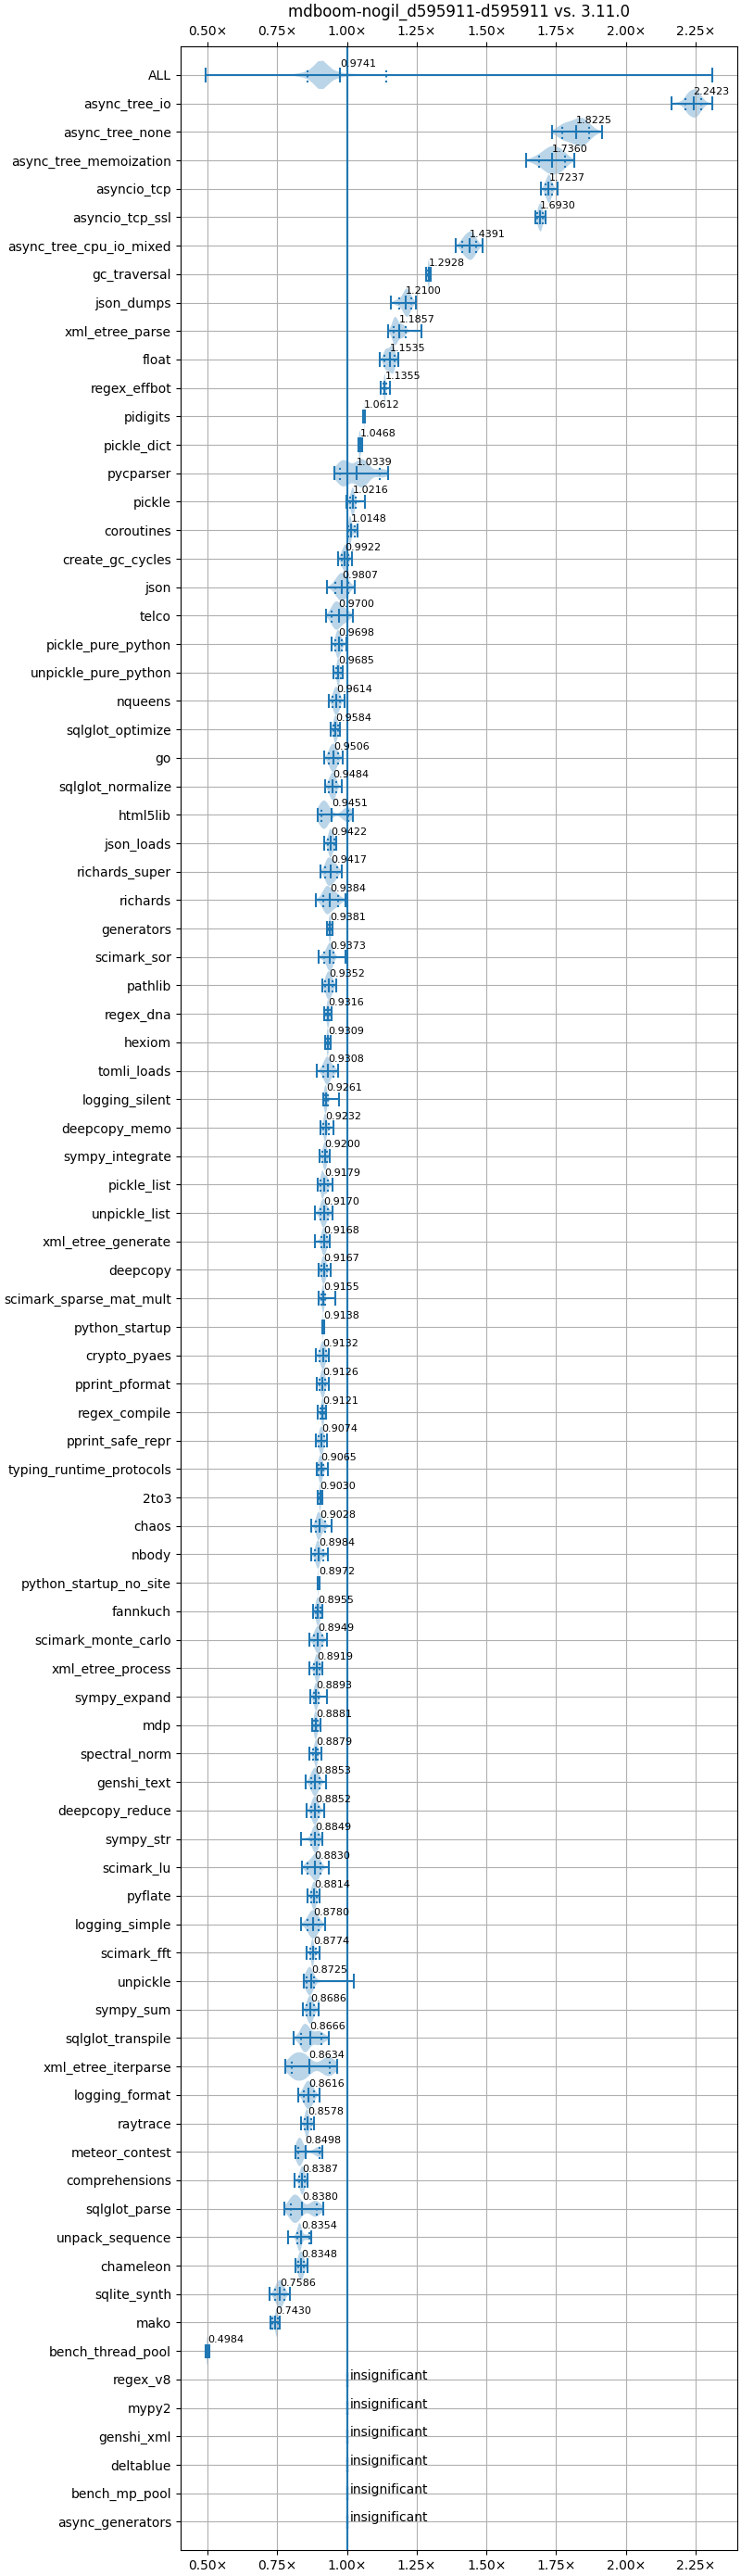 mdboom-nogil_d595911-d595911 vs. 3.11.0
0.50× 0.75× 1.00× 1.25× 1.50× 1.75× 2.00× 2.25×
ALL 0.9741
async_tree_io 2.2423
async_tree_none 1.8225
async_tree_memoization 1.7360
asyncio_tcp 1.7237
asyncio_tcp_ssl 1.6930
async_tree_cpu_io_mixed 1.4391
gc_traversal 1.2928
json_dumps 1.2100
xml_etree_parse 1.1857
float 1.1535
regex_effbot 1.1355
pidigits 1.0612
pickle_dict 1.0468
pycparser 1.0339
pickle 1.0216
coroutines 1.0148
create_gc_cycles 0.9922
json 0.9807
telco 0.9700
pickle_pure_python 0.9698
unpickle_pure_python 0.9685
nqueens 0.9614
sqlglot_optimize 0.9584
go 0.9506
sqlglot_normalize 0.9484
html5lib 0.9451
json_loads 0.9422
richards_super 0.9417
richards 0.9384
generators 0.9381
scimark_sor 0.9373
pathlib 0.9352
regex_dna 0.9316
hexiom 0.9309
tomli_loads 0.9308
logging_silent 0.9261
deepcopy_memo 0.9232
sympy_integrate 0.9200
pickle_list 0.9179
unpickle_list 0.9170
xml_etree_generate 0.9168
deepcopy 0.9167
scimark_sparse_mat_mult 0.9155
python_startup 0.9138
crypto_pyaes 0.9132
pprint_pformat 0.9126
regex_compile 0.9121
pprint_safe_repr 0.9074
typing_runtime_protocols 0.9065
2to3 0.9030
chaos 0.9028
nbody 0.8984
python_startup_no_site 0.8972
fannkuch 0.8955
scimark_monte_carlo 0.8949
xml_etree_process 0.8919
sympy_expand 0.8893
mdp 0.8881
spectral_norm 0.8879
genshi_text 0.8853
deepcopy_reduce 0.8852
sympy_str 0.8849
scimark_lu 0.8830
pyflate 0.8814
logging_simple 0.8780
scimark_fft 0.8774
unpickle 0.8725
sympy_sum 0.8686
sqlglot_transpile 0.8666
xml_etree_iterparse 0.8634
logging_format 0.8616
raytrace 0.8578
meteor_contest 0.8498
comprehensions 0.8387
sqlglot_parse 0.8380
unpack_sequence 0.8354
chameleon 0.8348
sqlite_synth 0.7586
mako 0.7430
bench_thread_pool 0.4984
regex_v8 insignificant
mypy2 insignificant
genshi_xml insignificant
deltablue insignificant
bench_mp_pool insignificant
async_generators insignificant
0.50× 0.75× 1.00× 1.25× 1.50× 1.75× 2.00× 2.25×